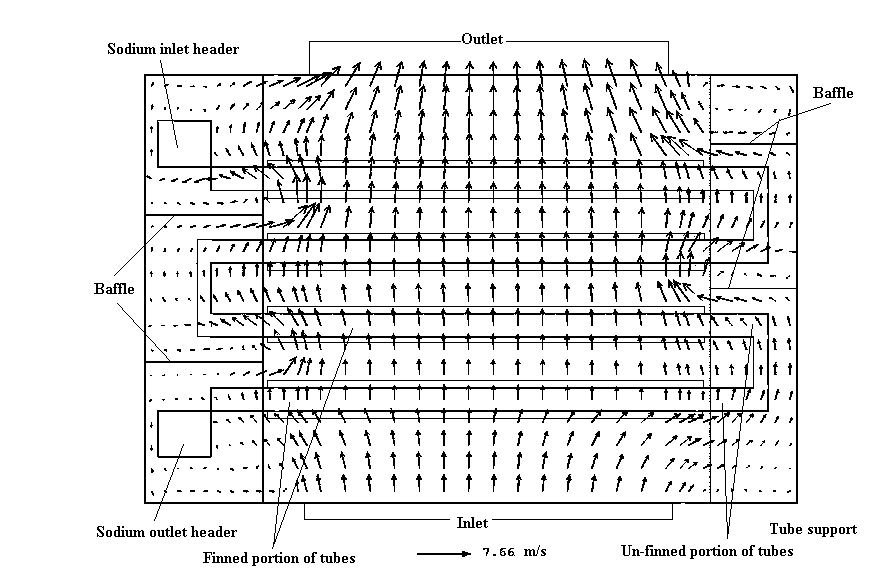 Outlet
Sodium inlet header
Baffle
Baffle
Inlet
Sodium outlet header
Tube support
Finned portion of tubes
7.66 m/s
Un-finned portion of tubes